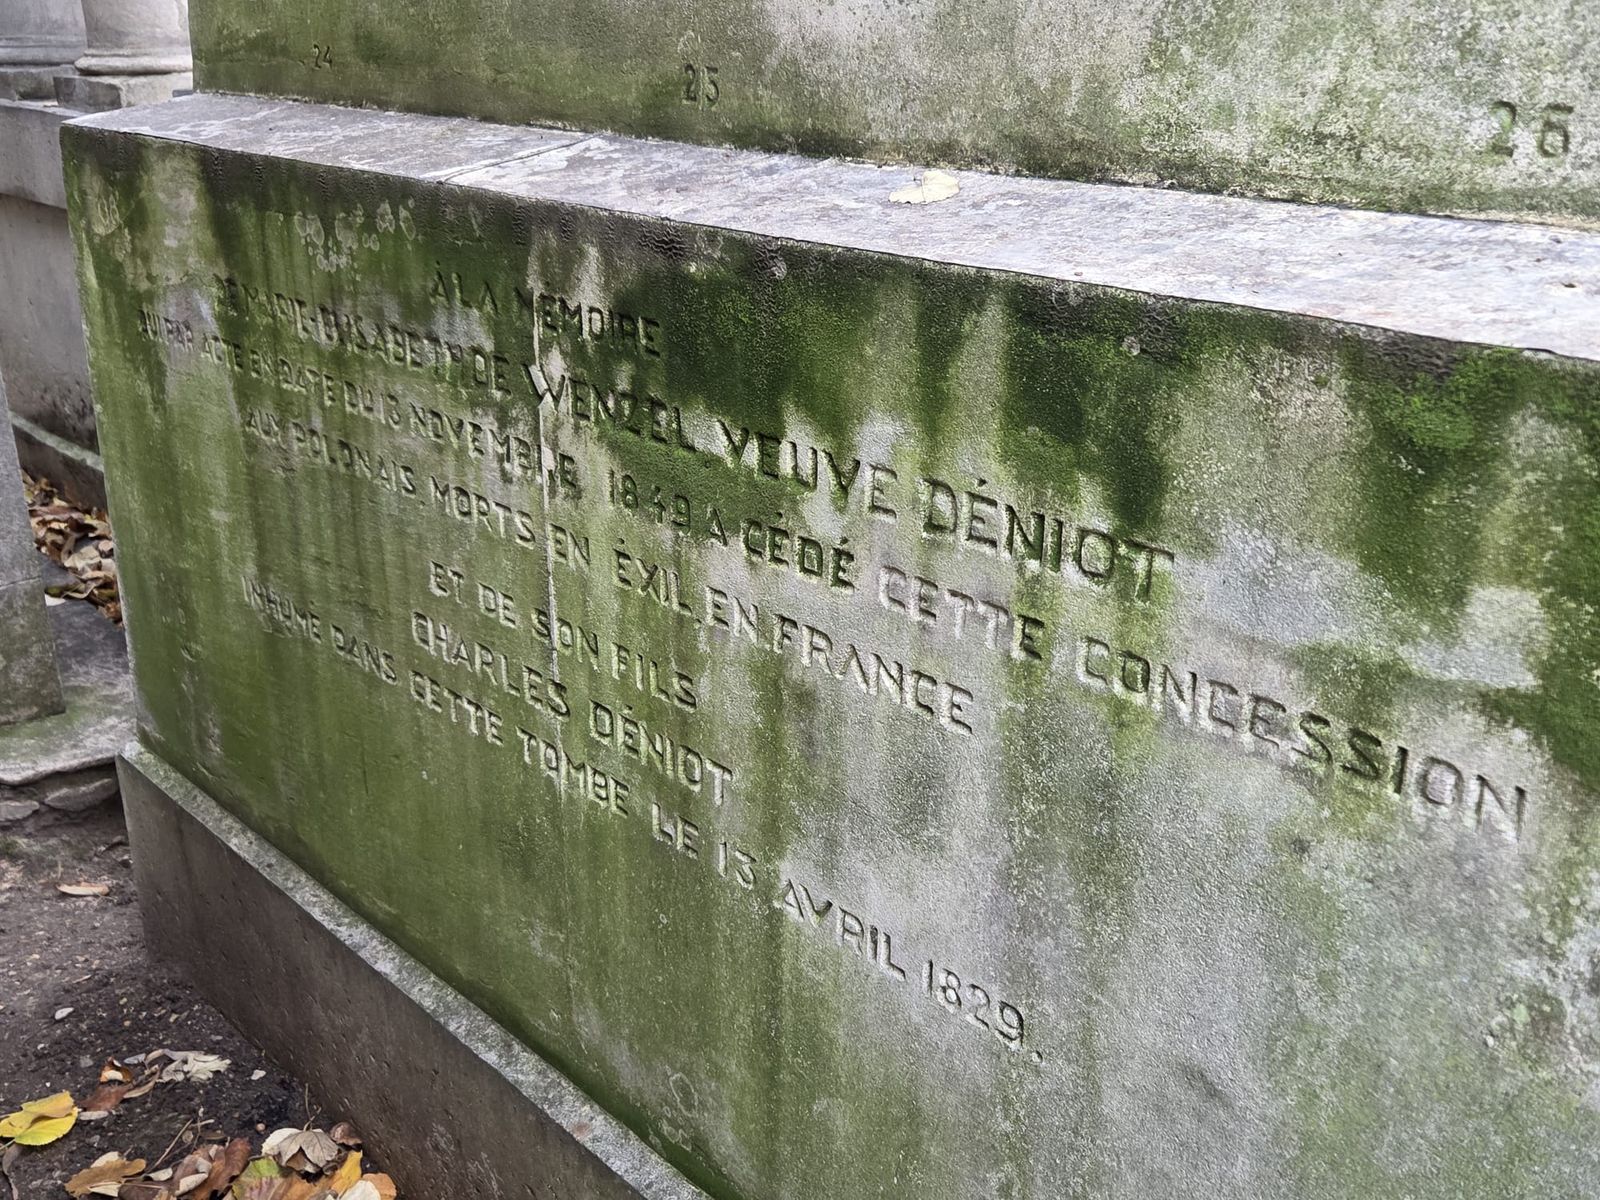 24 25 26
À LA MÉMOIRE
DE MARIE-ELISABETH DE WENZEL, VEUVE DÉNIOT
QUI PAR ACTE EN DATE DU 13 NOVEMBRE 1849 A CÉDÉ CETTE CONCESSION
AUX POLONAIS MORTS EN ÉXIL EN FRANCE
ET DE SON FILS
CHARLES DÉNIOT
INHUMÉ DANS CETTE TOMBE LE 13 AVRIL 1829.